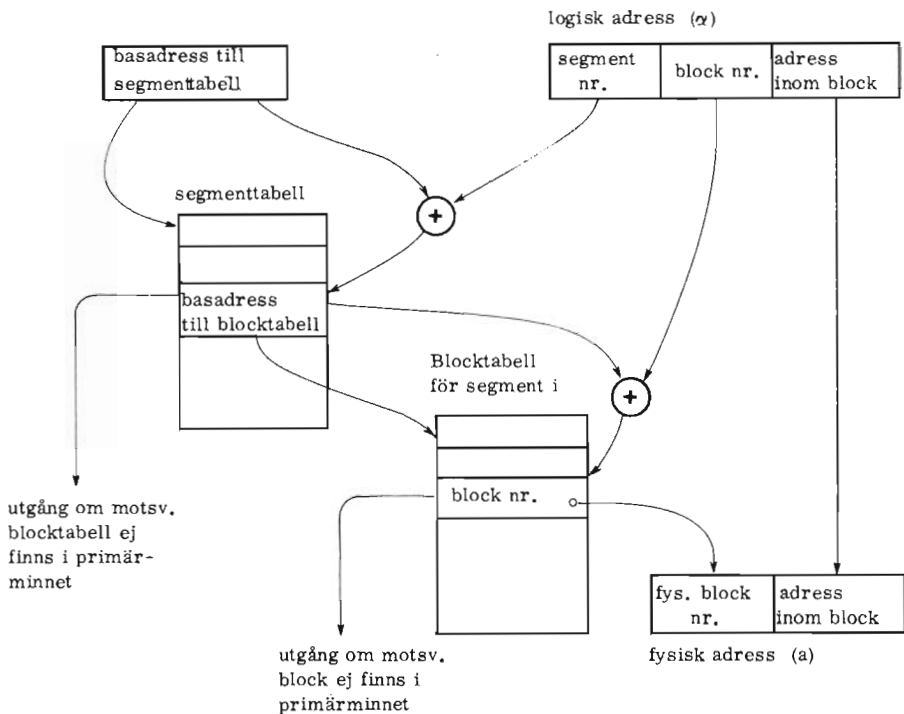 logisk adress (α)
basadress till
segmenttabell
segment
nr.
block nr.
adress
inom block
segmenttabell
+
basadress
till blocktabell
Blocktabell
för segment i
+
block nr.
utgång om motsv.
blocktabell ej
finns i primär-
minnet
fys. block
nr.
adress
inom block
fysisk adress (a)
utgång om motsv.
block ej finns i
primärminnet